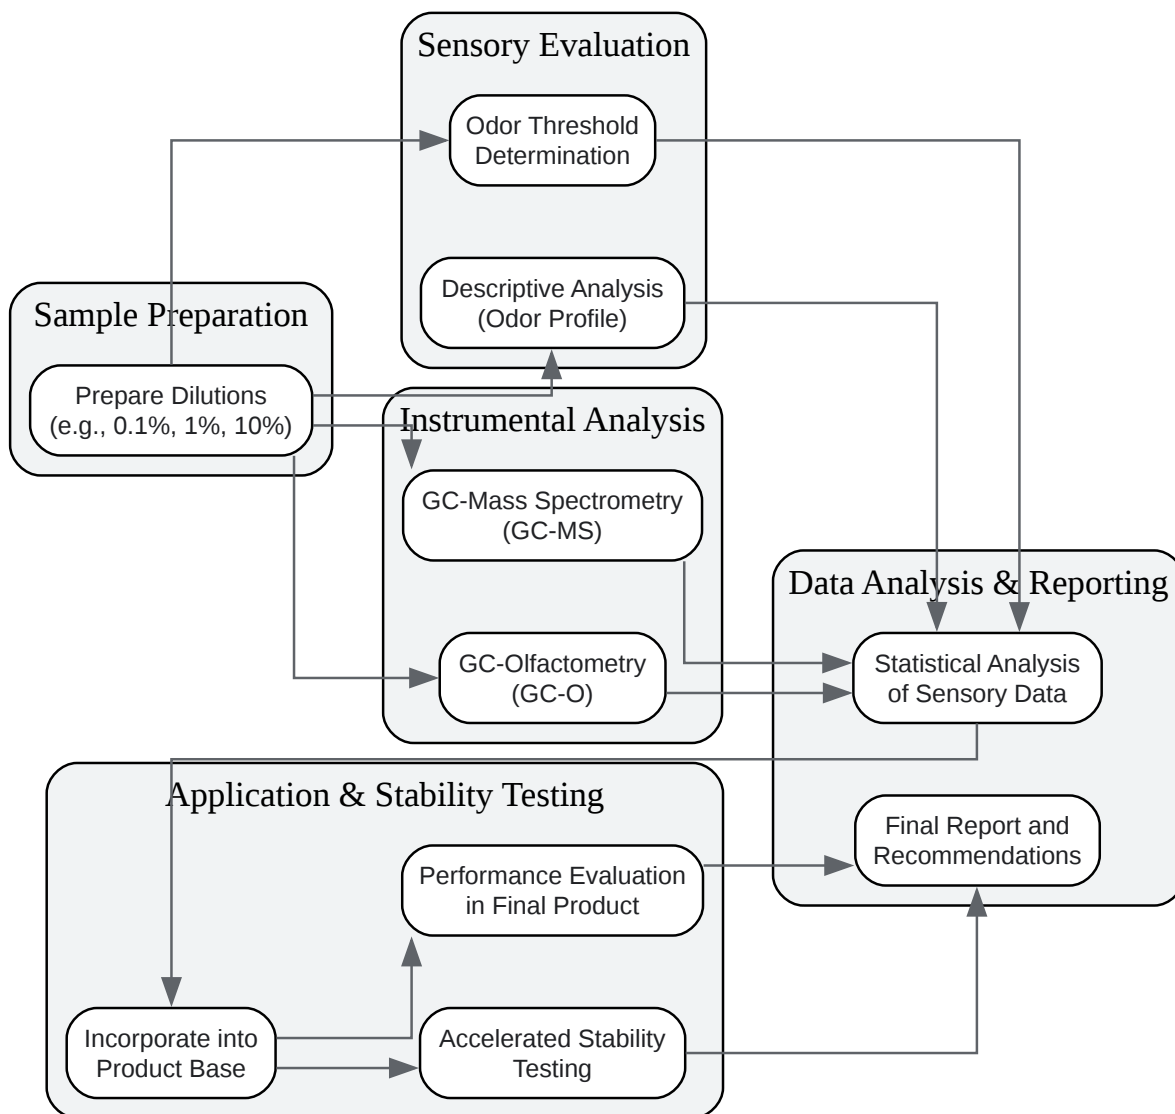 Sensory Evaluation
Odor Threshold
Determination
Descriptive Analysis
(Odor Profile)
Sample Preparation
Prepare Dilutions
(e.g., 0.1%, 1%, 10%)
Instrumental Analysis
GC-Mass Spectrometry
(GC-MS)
GC-Olfactometry
(GC-O)
Data Analysis & Reporting
Statistical Analysis
of Sensory Data
Final Report and
Recommendations
Application & Stability Testing
Performance Evaluation
in Final Product
Incorporate into
Product Base
Accelerated Stability
Testing